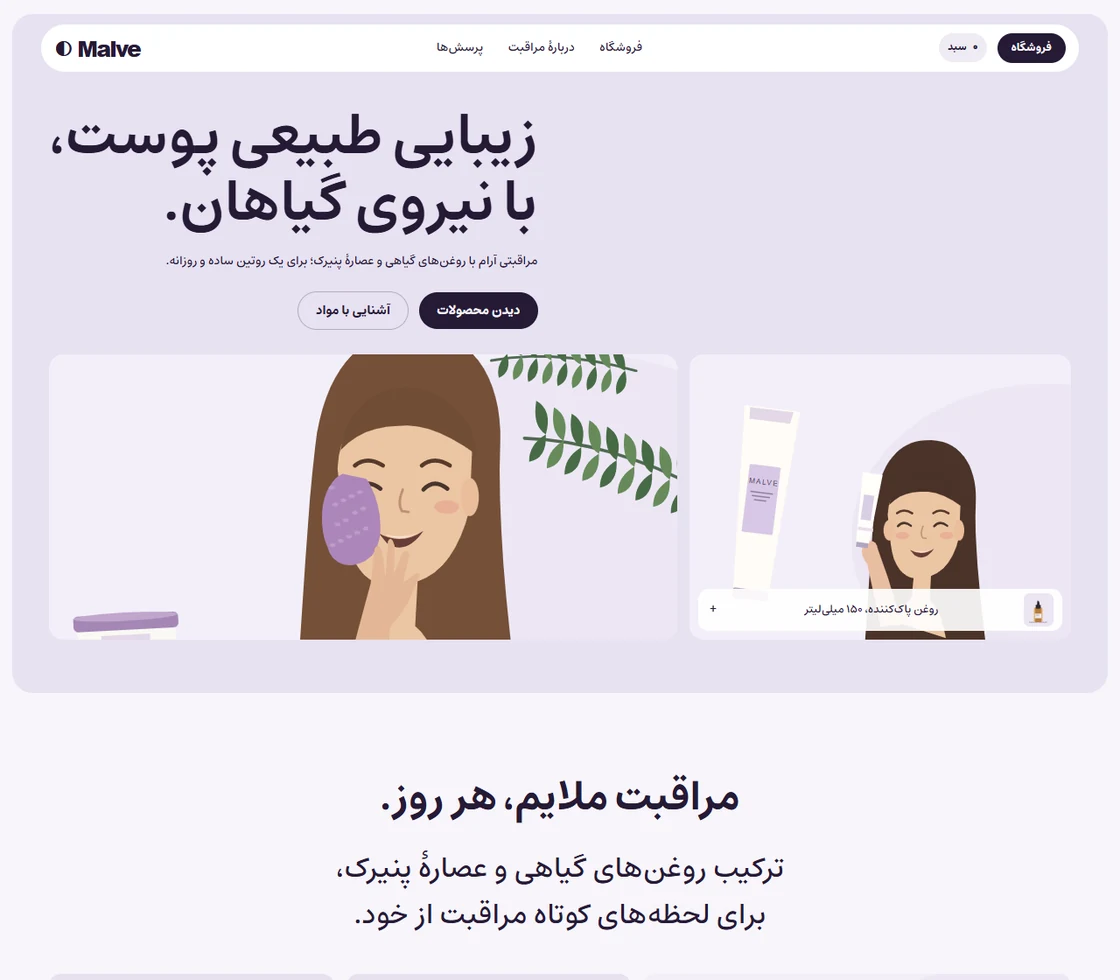 Malve
فروشگاه
دربارهٔ مراقبت
پرسش‌ها
۰ سبد
فروشگاه
زیبایی طبیعی پوست،
با نیروی گیاهان.
مراقبتی آرام با روغن‌های گیاهی و عصارهٔ پنیرک؛ برای یک روتین ساده و روزانه.
دیدن محصولات
آشنایی با مواد
MALVE
روغن پاک‌کننده، ۱۵۰ میلی‌لیتر
+
مراقبت ملایم، هر روز.
ترکیب روغن‌های گیاهی و عصارهٔ پنیرک،
برای لحظه‌های کوتاه مراقبت از خود.